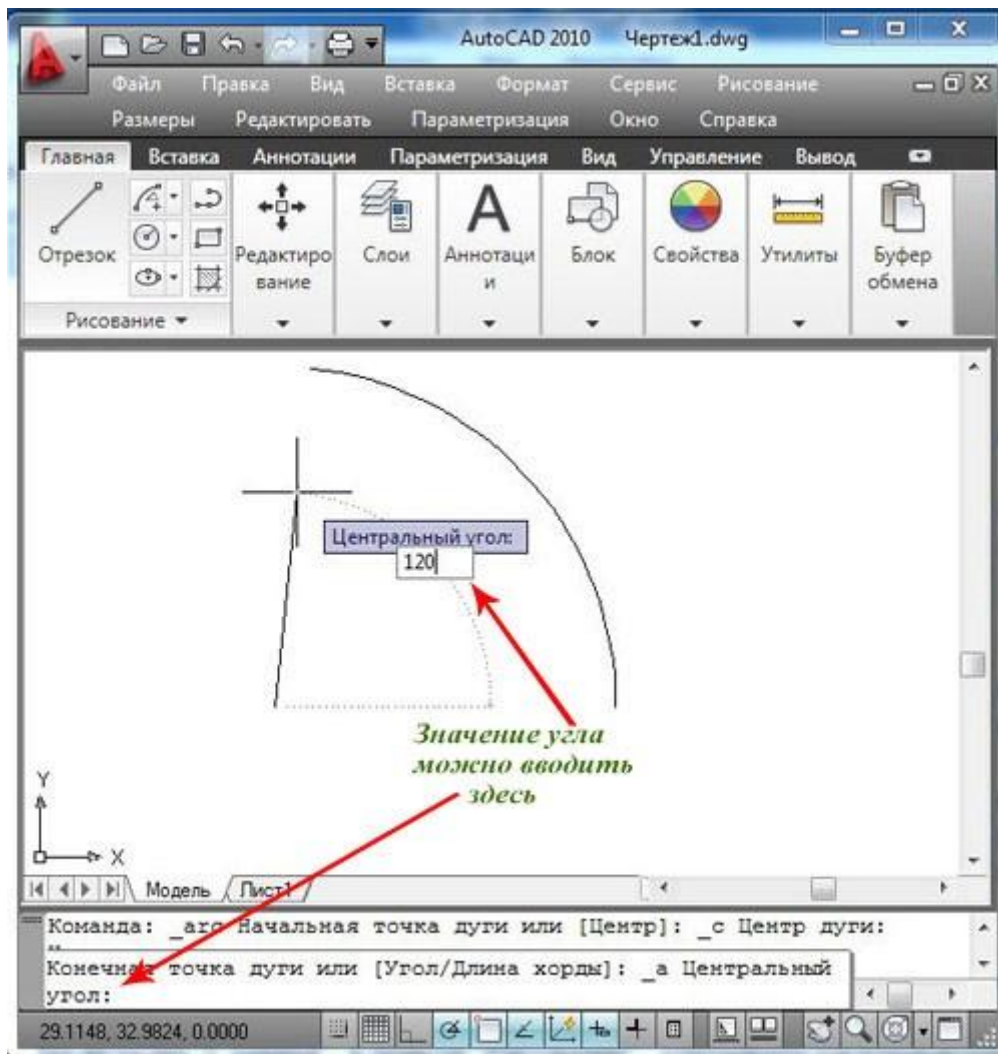 AutoCAD 2010 Чертеж1.dwg
Файл Правка Вид Вставка Формат Сервис Рисование
Размеры Редактировать Параметризация Окно Справка
Главная Вставка Аннотации Параметризация Вид Управление Вывод
Отрезок
Редактиро
вание
Слои
Аннотаци
и
Блок
Свойства
Утилиты
Буфер
обмена
Рисование
Центральный угол:
120
Значение угла
можно вводить
здесь
Y
X
Модель Лист1
Команда: _arc Начальная точка дуги или [Центр]: _c Центр дуги:
Конечная точка дуги или [Угол/Длина хорды]: _a Центральный
угол:
29.1148, 32.9824, 0.0000